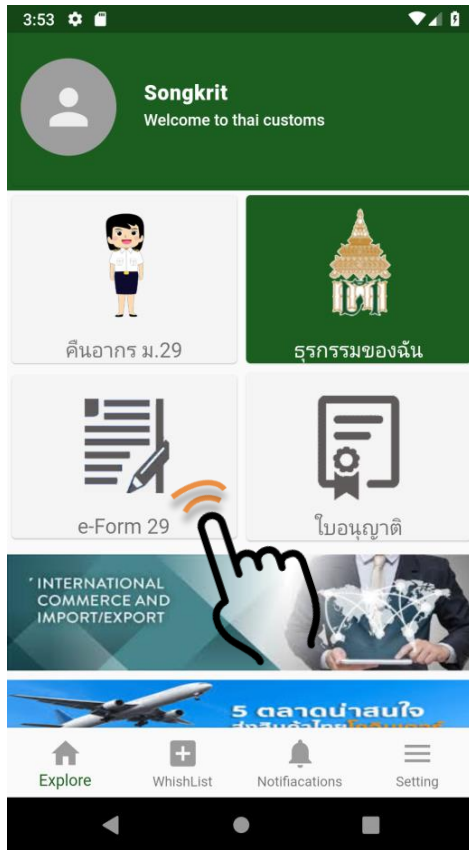 3:53
Songkrit
Welcome to thai customs
คืนอากร ม.29
ธุรกรรมของฉัน
e-Form 29
ใบอนุญาติ
INTERNATIONAL
COMMERCE AND
IMPORT/EXPORT
5 ตลาดน่าสนใจ
Explore
WhishList
Notifiacations
Setting